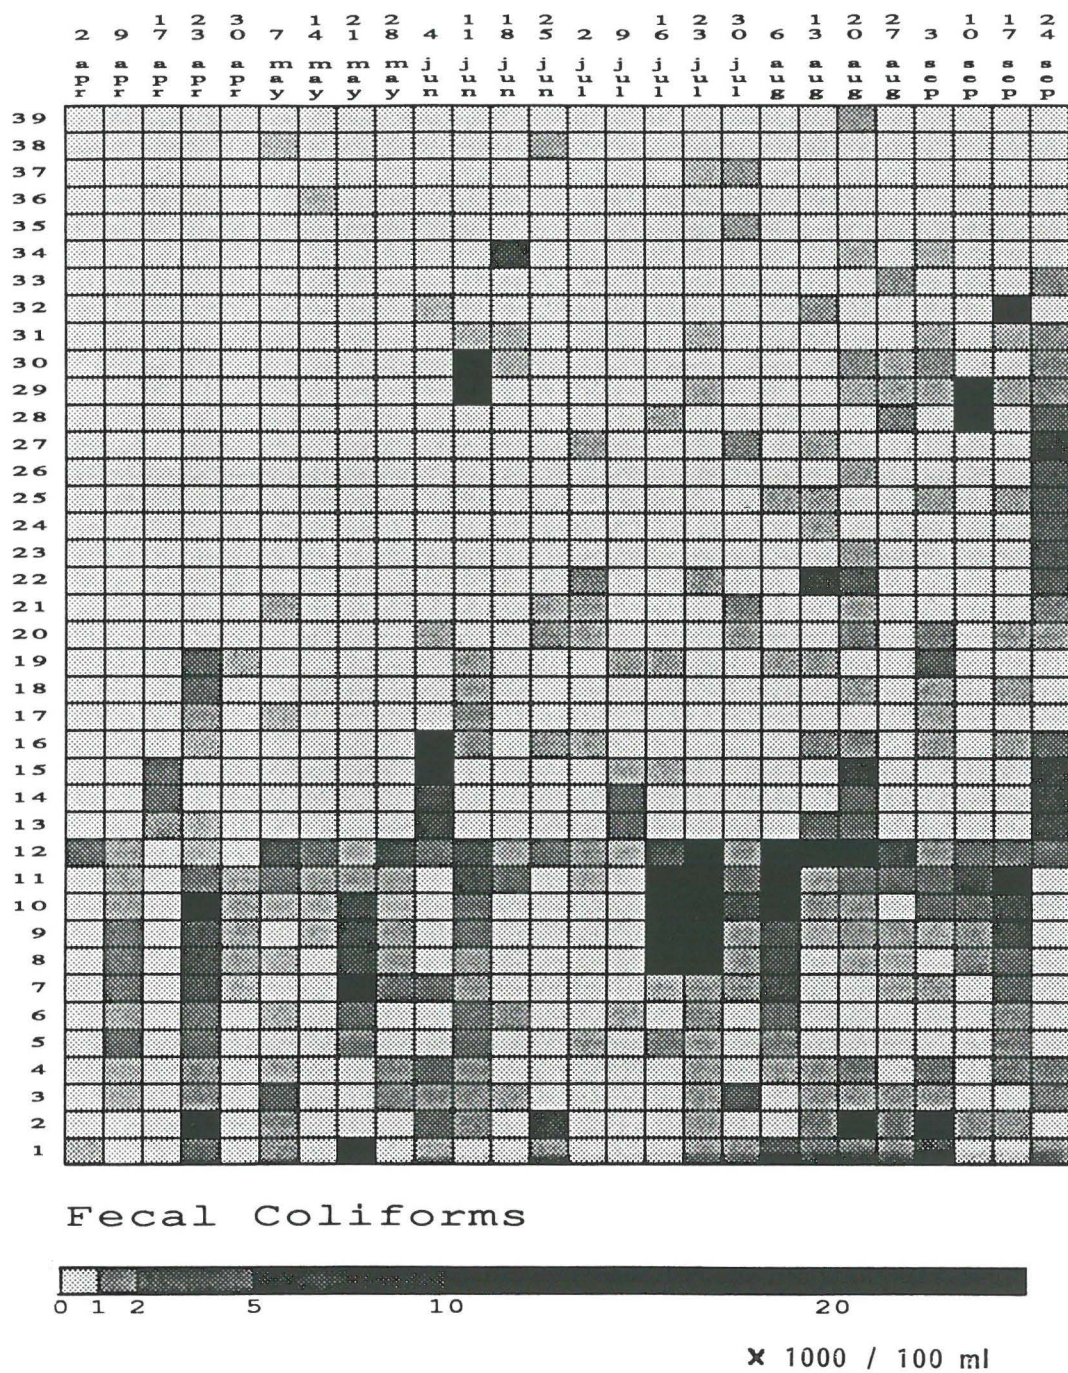 2 apr
9 apr
17 apr
23 apr
30 apr
7 may
14 may
21 may
28 may
4 jun
11 jun
18 jun
25 jun
2 jul
9 jul
16 jul
23 jul
30 jul
6 aug
13 aug
20 aug
27 aug
3 sep
10 sep
17 sep
24 sep
39
38
37
36
35
34
33
32
31
30
29
28
27
26
25
24
23
22
21
20
19
18
17
16
15
14
13
12
11
10
9
8
7
6
5
4
3
2
1
Fecal Coliforms
0 1 2 5 10 20
x 1000 / 100 ml